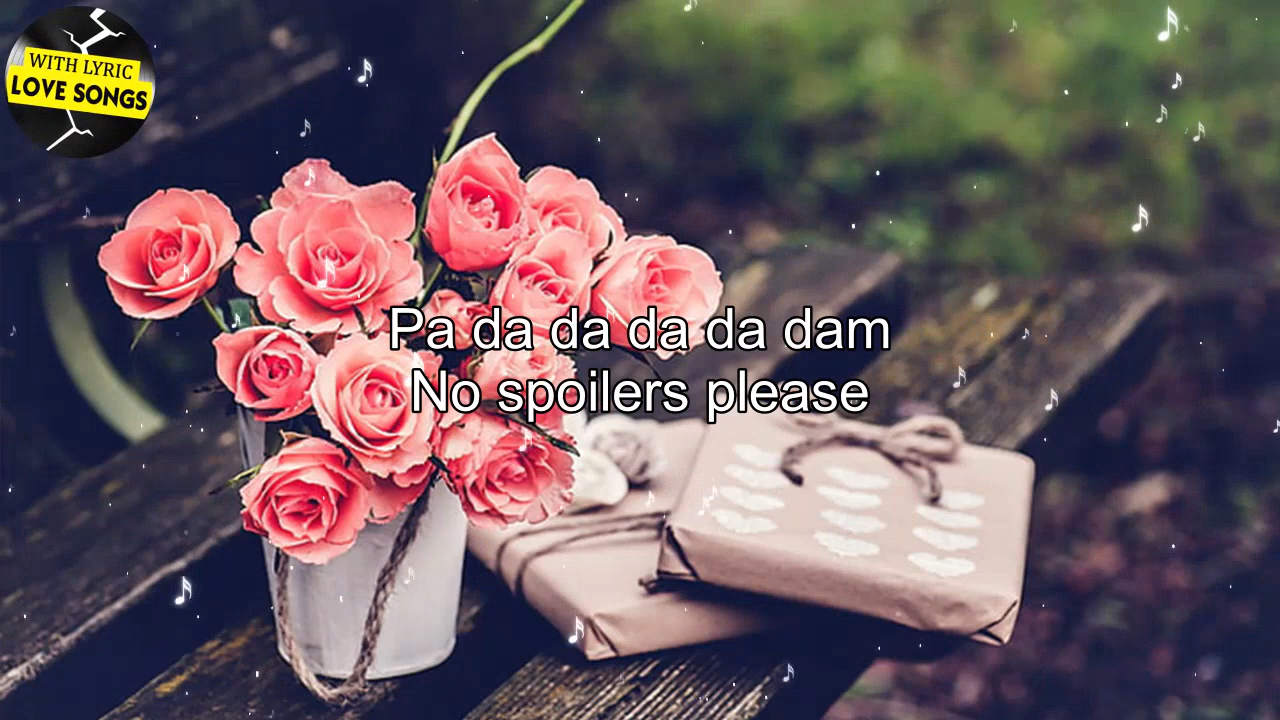 WITH LYRIC
LOVE SONGS
Pa da da da da dam
No spoilers please